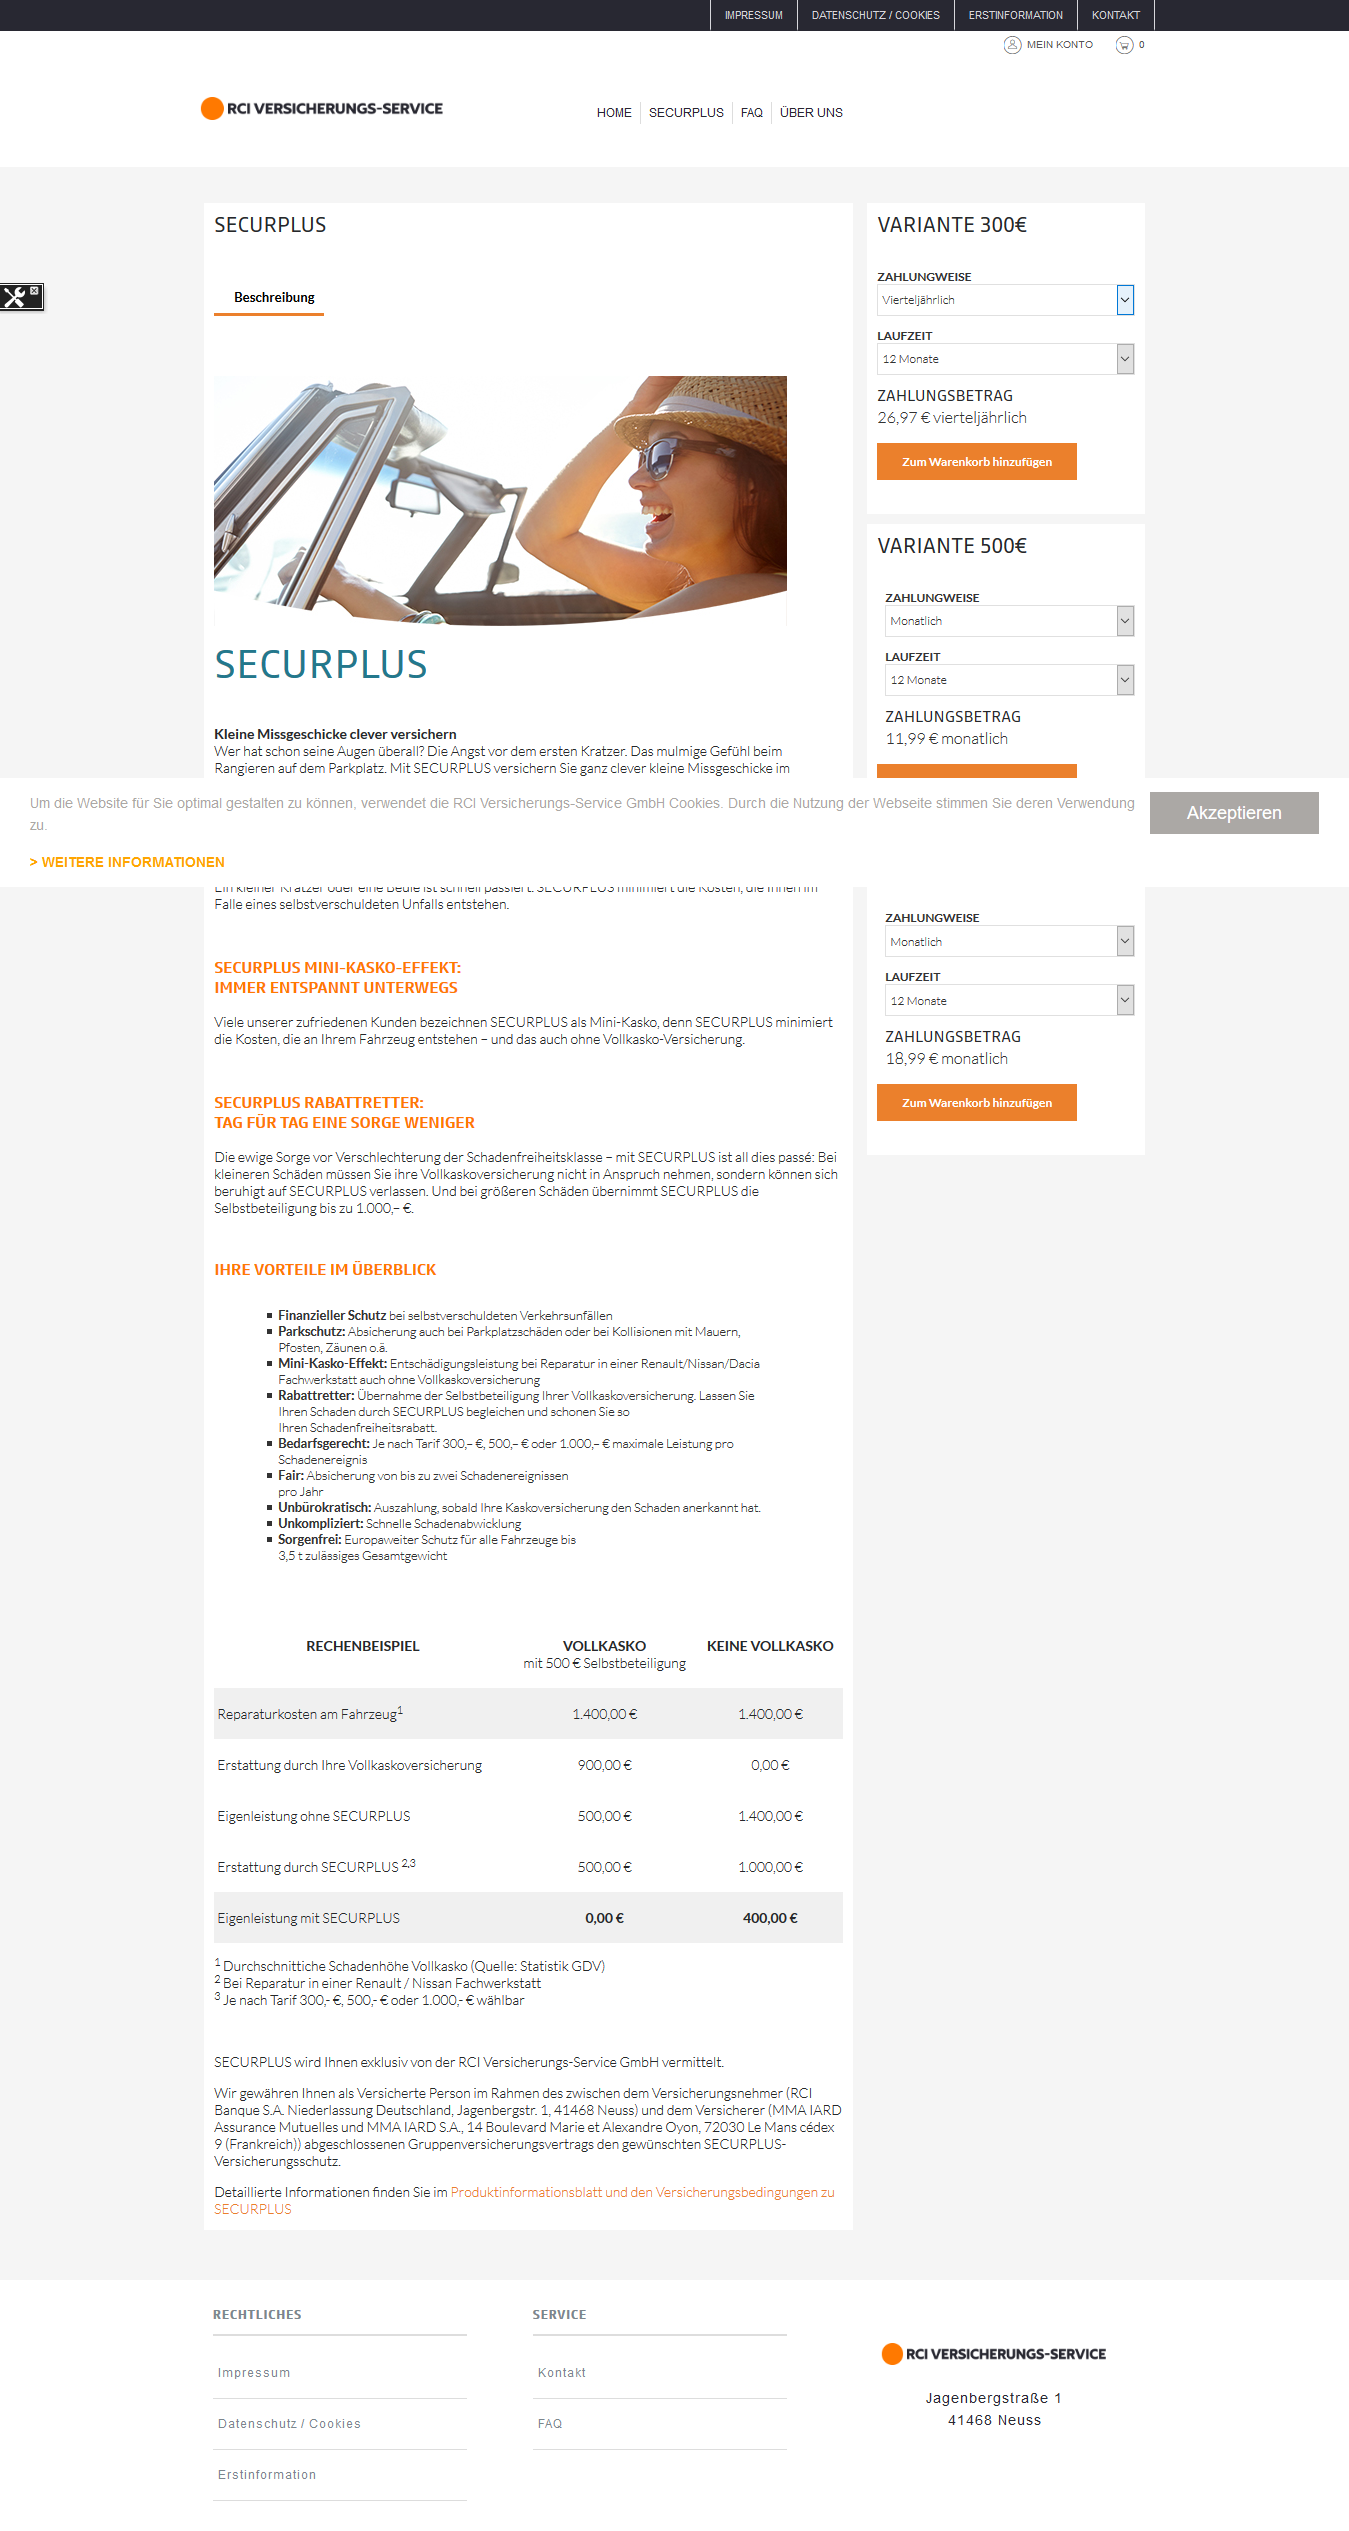 IMPRESSUM
DATENSCHUTZ / COOKIES
ERSTINFORMATION
KONTAKT
MEIN KONTO
0
RCI VERSICHERUNGS-SERVICE
HOME
SECURPLUS
FAQ
ÜBER UNS
SECURPLUS
Beschreibung
SECURPLUS
Kleine Missgeschicke clever versichern
Wer hat schon seine Augen überall? Die Angst vor dem ersten Kratzer. Das mulmige Gefühl beim
Rangieren auf dem Parkplatz. Mit SECURPLUS versichern Sie ganz clever kleine Missgeschicke im
VARIANTE 300€
ZAHLUNGWEISE
Vierteljährlich
LAUFZEIT
12 Monate
ZAHLUNGSBETRAG
26,97 € vierteljährlich
Zum Warenkorb hinzufügen
VARIANTE 500€
ZAHLUNGWEISE
Monatlich
LAUFZEIT
12 Monate
ZAHLUNGSBETRAG
11,99 € monatlich
Um die Website für Sie optimal gestalten zu können, verwendet die RCI Versicherungs-Service GmbH Cookies. Durch die Nutzung der Webseite stimmen Sie deren Verwendung
zu.
> WEITERE INFORMATIONEN
Akzeptieren
Ein kleiner Kratzer oder eine Beule ist schnell passiert. SECURPLUS minimiert die Kosten, die Ihnen im
Falle eines selbstverschuldeten Unfalls entstehen.
SECURPLUS MINI-KASKO-EFFEKT:
IMMER ENTSPANNT UNTERWEGS
Viele unserer zufriedenen Kunden bezeichnen SECURPLUS als Mini-Kasko, denn SECURPLUS minimiert
die Kosten, die an Ihrem Fahrzeug entstehen – und das auch ohne Vollkasko-Versicherung.
SECURPLUS RABATTRETTER:
TAG FÜR TAG EINE SORGE WENIGER
Die ewige Sorge vor Verschlechterung der Schadenfreiheitsklasse – mit SECURPLUS ist all dies passé: Bei
kleineren Schäden müssen Sie ihre Vollkaskoversicherung nicht in Anspruch nehmen, sondern können sich
beruhigt auf SECURPLUS verlassen. Und bei größeren Schäden übernimmt SECURPLUS die
Selbstbeteiligung bis zu 1.000,– €.
ZAHLUNGWEISE
Monatlich
LAUFZEIT
12 Monate
ZAHLUNGSBETRAG
18,99 € monatlich
Zum Warenkorb hinzufügen
IHRE VORTEILE IM ÜBERBLICK
Finanzieller Schutz bei selbstverschuldeten Verkehrsunfällen
Parkschutz: Absicherung auch bei Parkplatzschäden oder bei Kollisionen mit Mauern,
Pfosten, Zäunen o.ä.
Mini-Kasko-Effekt: Entschädigungsleistung bei Reparatur in einer Renault/Nissan/Dacia
Fachwerkstatt auch ohne Vollkaskoversicherung
Rabattretter: Übernahme der Selbstbeteiligung Ihrer Vollkaskoversicherung. Lassen Sie
Ihren Schaden durch SECURPLUS begleichen und schonen Sie so
Ihren Schadenfreiheitsrabatt.
Bedarfsgerecht: Je nach Tarif 300,– €, 500,– € oder 1.000,– € maximale Leistung pro
Schadenereignis
Fair: Absicherung von bis zu zwei Schadenereignissen
pro Jahr
Unbürokratisch: Auszahlung, sobald Ihre Kaskoversicherung den Schaden anerkannt hat.
Unkompliziert: Schnelle Schadenabwicklung
Sorgenfrei: Europaweiter Schutz für alle Fahrzeuge bis
3,5 t zulässiges Gesamtgewicht
RECHENBEISPIEL VOLLKASKO KEINE VOLLKASKO
mit 500 € Selbstbeteiligung
Reparaturkosten am Fahrzeug¹ 1.400,00 € 1.400,00 €
Erstattung durch Ihre Vollkaskoversicherung 900,00 € 0,00 €
Eigenleistung ohne SECURPLUS 500,00 € 1.400,00 €
Erstattung durch SECURPLUS ²,³ 500,00 € 1.000,00 €
Eigenleistung mit SECURPLUS 0,00 € 400,00 €
¹ Durchschnittiche Schadenhöhe Vollkasko (Quelle: Statistik GDV)
² Bei Reparatur in einer Renault / Nissan Fachwerkstatt
³ Je nach Tarif 300,- €, 500,- € oder 1.000,- € wählbar
SECURPLUS wird Ihnen exklusiv von der RCI Versicherungs-Service GmbH vermittelt.
Wir gewähren Ihnen als Versicherte Person im Rahmen des zwischen dem Versicherungsnehmer (RCI
Banque S.A. Niederlassung Deutschland, Jagenbergstr. 1, 41468 Neuss) und dem Versicherer (MMA IARD
Assurance Mutuelles und MMA IARD S.A., 14 Boulevard Marie et Alexandre Oyon, 72030 Le Mans cédex
9 (Frankreich)) abgeschlossenen Gruppenversicherungsvertrags den gewünschten SECURPLUS-
Versicherungsschutz.
Detaillierte Informationen finden Sie im Produktinformationsblatt und den Versicherungsbedingungen zu
SECURPLUS
RECHTLICHES
Impressum
Datenschutz / Cookies
Erstinformation
SERVICE
Kontakt
FAQ
RCI VERSICHERUNGS-SERVICE
Jagenbergstraße 1
41468 Neuss